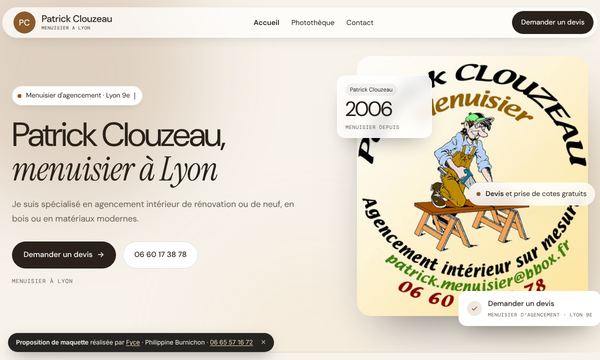 PC
Patrick Clouzeau
MENUISIER À LYON
Accueil
Photothèque
Contact
Demander un devis
Menuisier d'agencement · Lyon 9e
Patrick Clouzeau,
menuisier à Lyon
Je suis spécialisé en agencement intérieur de rénovation ou de neuf, en
bois ou en matériaux modernes.
Demander un devis →
06 60 17 38 78
MENUISIER À LYON
Patrick Clouzeau
2006
MENUISIER DEPUIS
K CLOUZEAU
enuisier
Devis et prise de cotes gratuits
Agencement intérieur sur mesure
patrick.menuisier@bbox.fr
06 60
78
Demander un devis
MENUISIER D'AGENCEMENT · LYON 9E
Proposition de maquette réalisée par Fyce · Philippine Burnichon · 06 65 57 16 72 ×